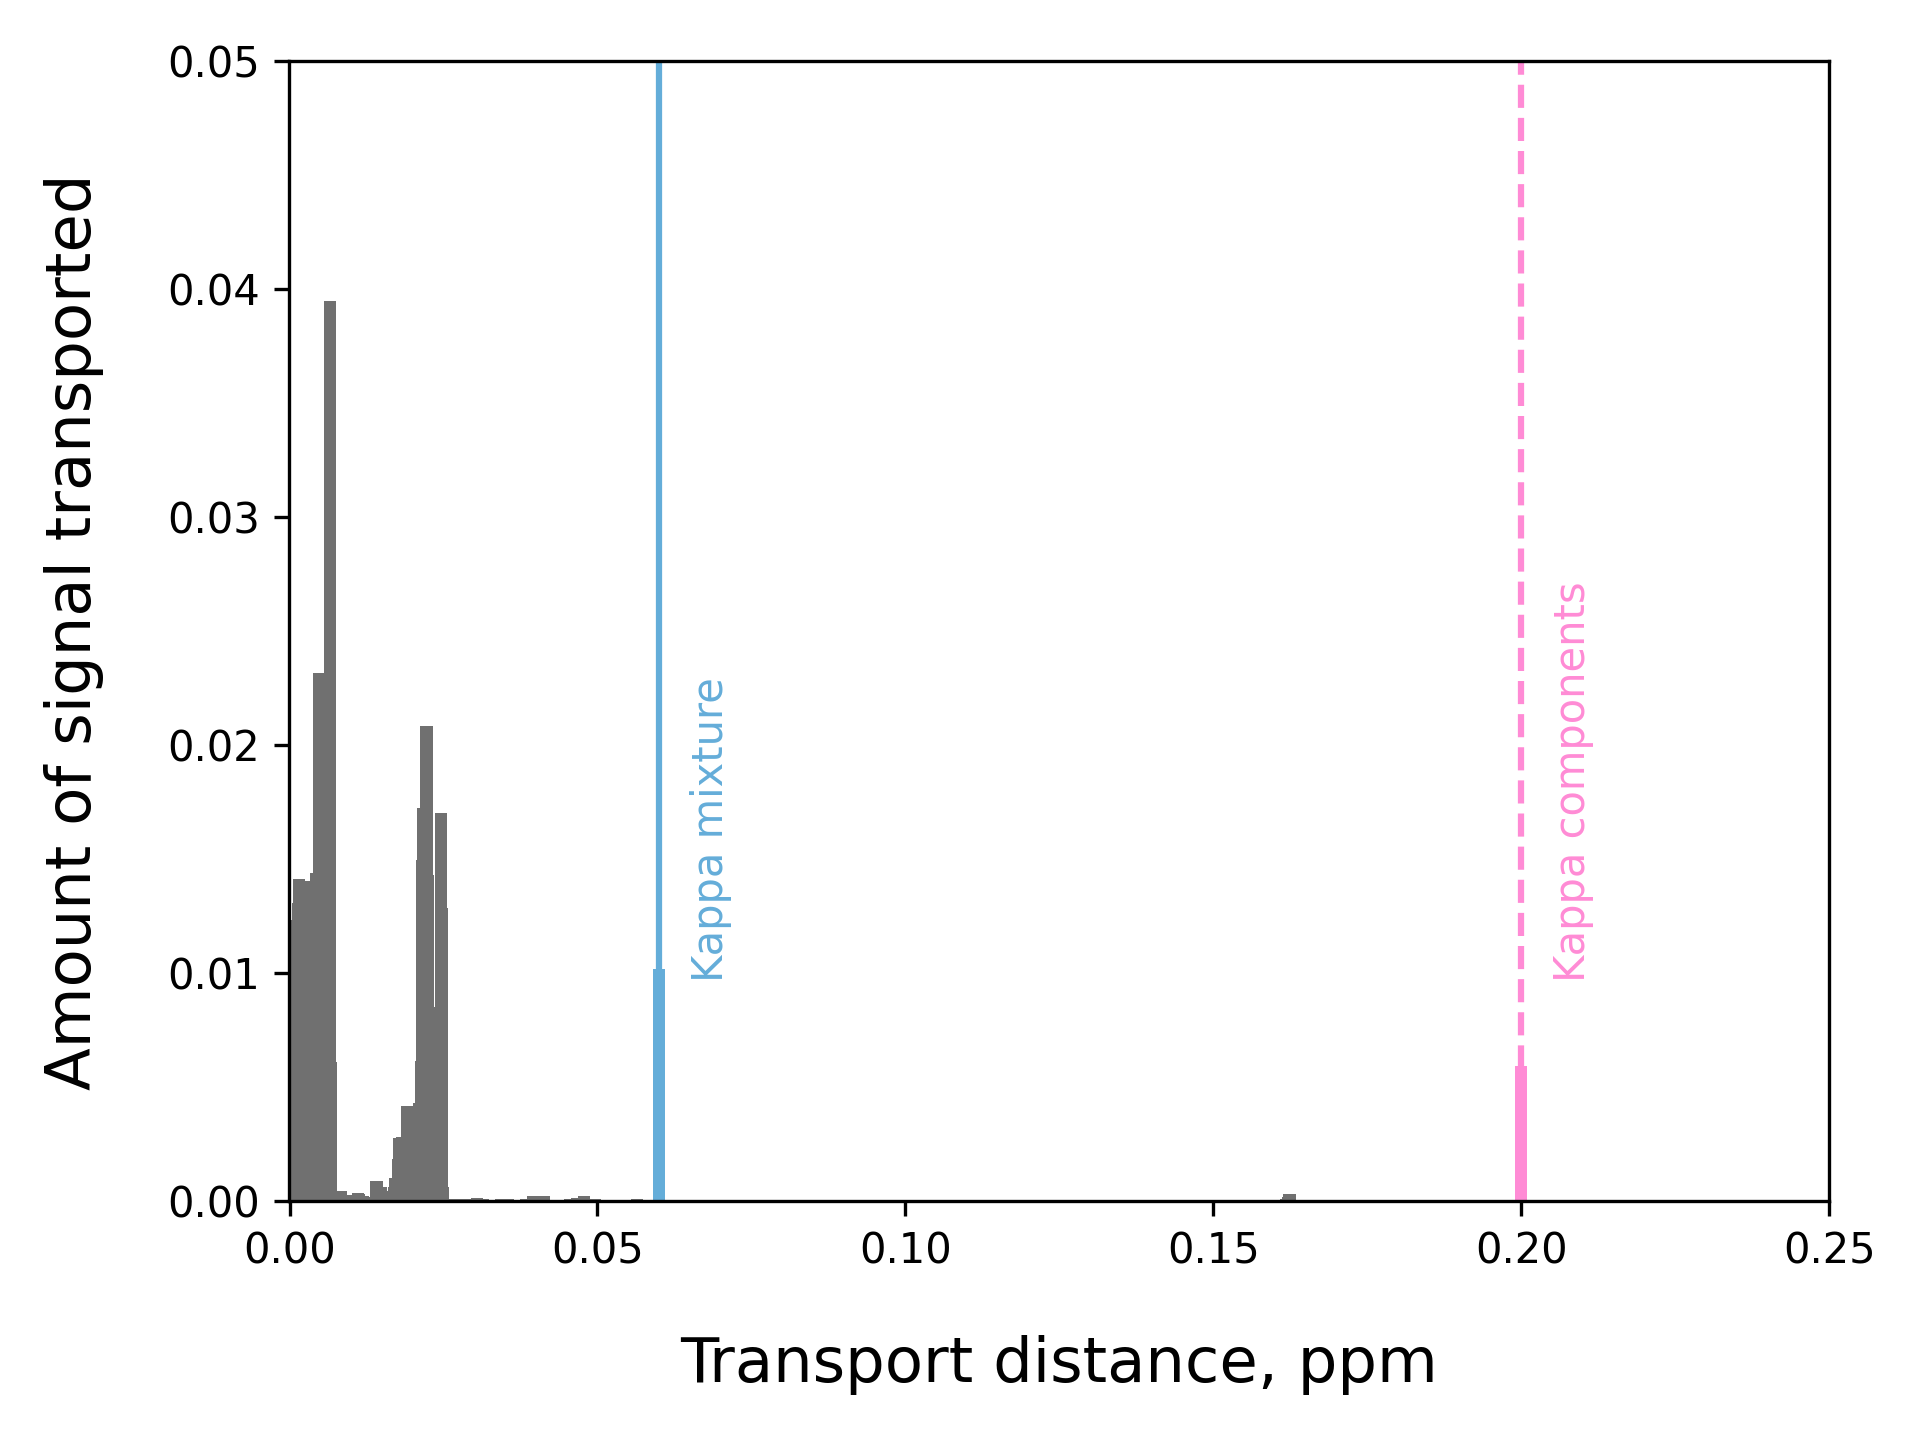 0.05
0.04
0.03
0.02
0.01
0.00
Amount of signal transported
Kappa mixture
Kappa components
0.00 0.05 0.10 0.15 0.20 0.25
Transport distance, ppm